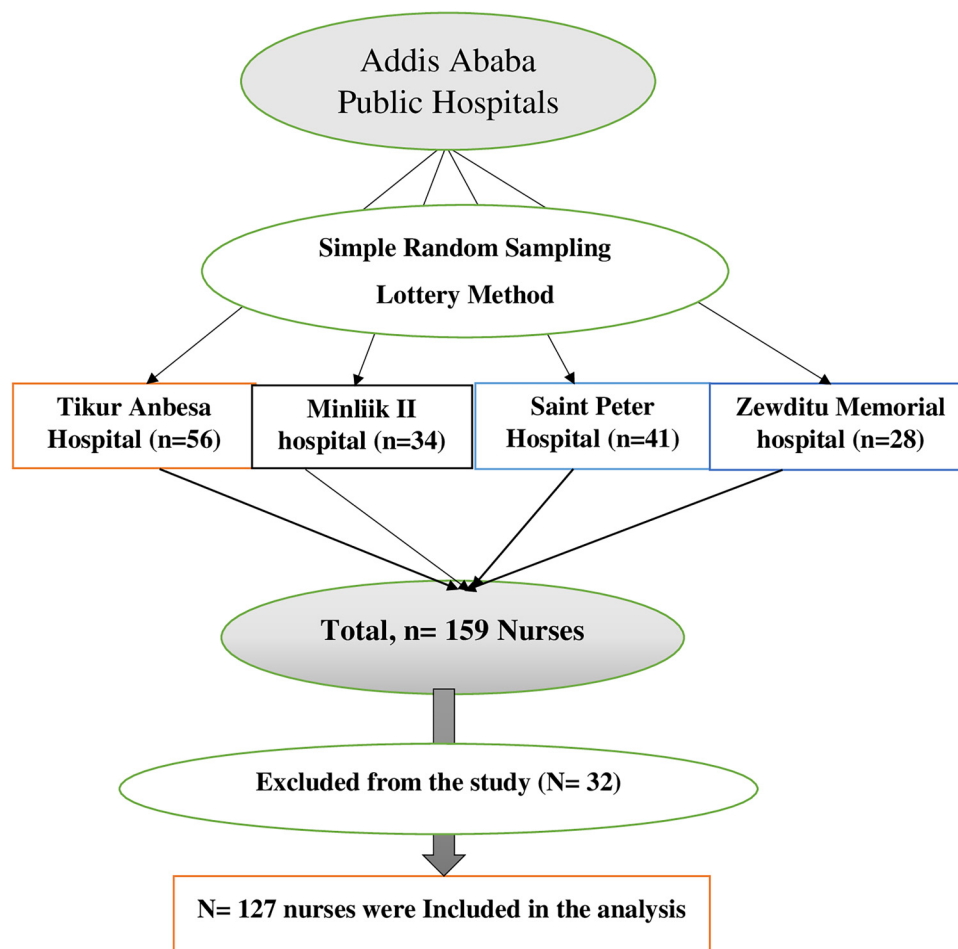 Addis Ababa
Public Hospitals
Simple Random Sampling
Lottery Method
Tikur Anbesa
Hospital (n=56)
Minliik II
hospital (n=34)
Saint Peter
Hospital (n=41)
Zewditu Memorial
hospital (n=28)
Total, n= 159 Nurses
Excluded from the study (N= 32)
N= 127 nurses were Included in the analysis